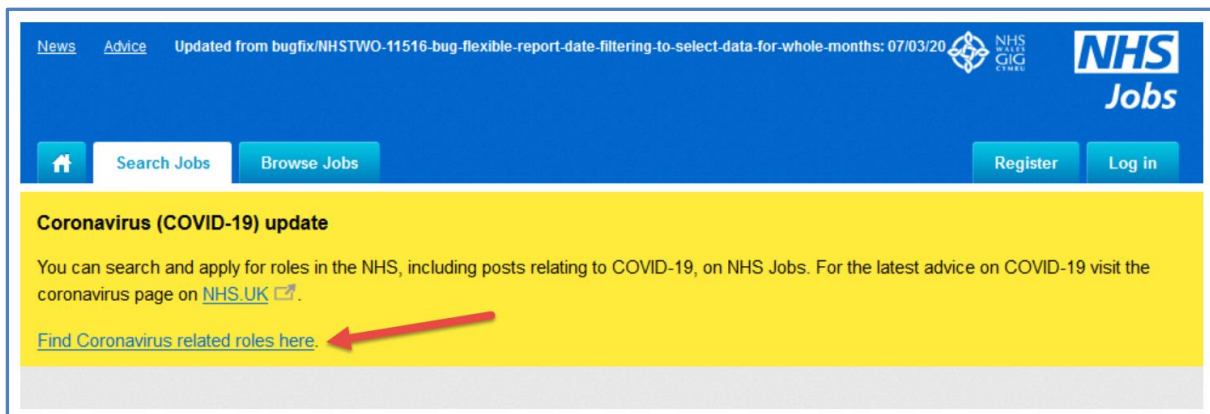 News Advice Updated from bugfix/NHSTWO-11516-bug-flexible-report-date-filtering-to-select-data-for-whole-months: 07/03/20
NHS
WALES
GIG
CYMRU
NHS
Jobs
Search Jobs Browse Jobs Register Log in
Coronavirus (COVID-19) update
You can search and apply for roles in the NHS, including posts relating to COVID-19, on NHS Jobs. For the latest advice on COVID-19 visit the
coronavirus page on NHS.UK.
Find Coronavirus related roles here.